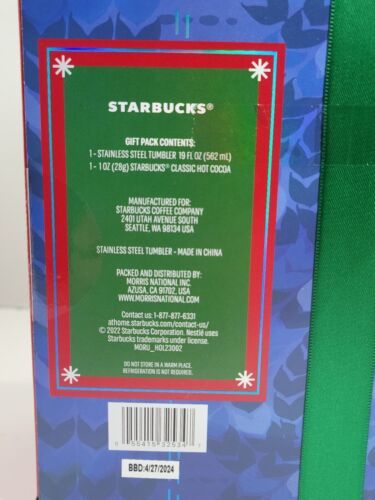 STARBUCKS®
GIFT PACK CONTENTS:
1 - STAINLESS STEEL TUMBLER 19 FL OZ (562 mL)
1 - 1 OZ (28g) STARBUCKS® CLASSIC HOT COCOA
MANUFACTURED FOR:
STARBUCKS COFFEE COMPANY
2401 UTAH AVENUE SOUTH
SEATTLE, WA 98134 USA
STAINLESS STEEL TUMBLER - MADE IN CHINA
PACKED AND DISTRIBUTED BY:
MORRIS NATIONAL INC.
AZUSA, CA 91702, USA
WWW.MORRISNATIONAL.COM
Contact us: 1-877-877-6331
athome.starbucks.com/contact-us/
© 2022 Starbucks Corporation. Nestlé uses
Starbucks trademarks under license.
MORU_HOL23002
DO NOT STORE IN A WARM PLACE.
REFRIGERATION IS NOT REQUIRED.
BBD:4/27/2024